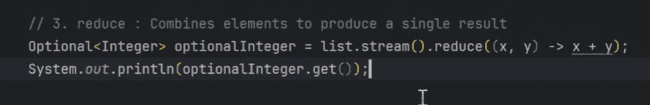 // 3. reduce : Combines elements to produce a single result
Optional<Integer> optionalInteger = list.stream().reduce((x, y) -> x + y);
System.out.println(optionalInteger.get());